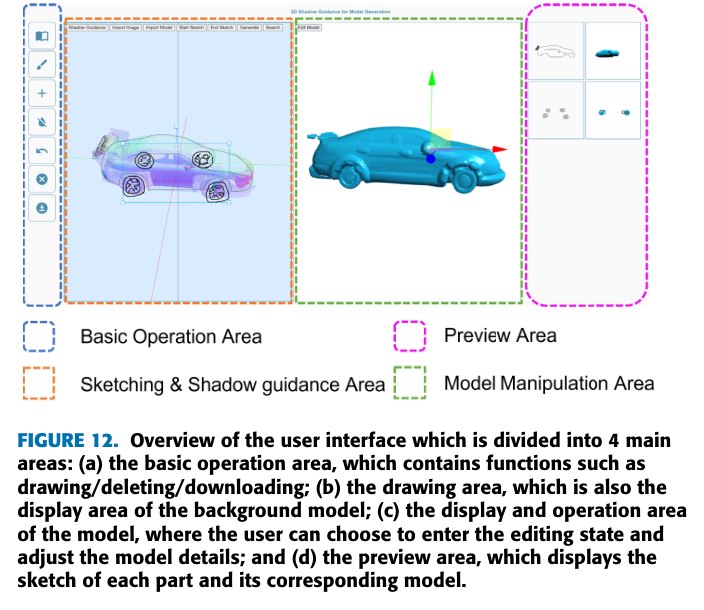 3D Shadow Guidance for Model Generation
Shadow Guidance Import Image Import Model Start Sketch End Sketch Generate Search Edit Model
Basic Operation Area
Preview Area
Sketching & Shadow guidance Area
Model Manipulation Area
FIGURE 12. Overview of the user interface which is divided into 4 main
areas: (a) the basic operation area, which contains functions such as
drawing/deleting/downloading; (b) the drawing area, which is also the
display area of the background model; (c) the display and operation area
of the model, where the user can choose to enter the editing state and
adjust the model details; and (d) the preview area, which displays the
sketch of each part and its corresponding model.